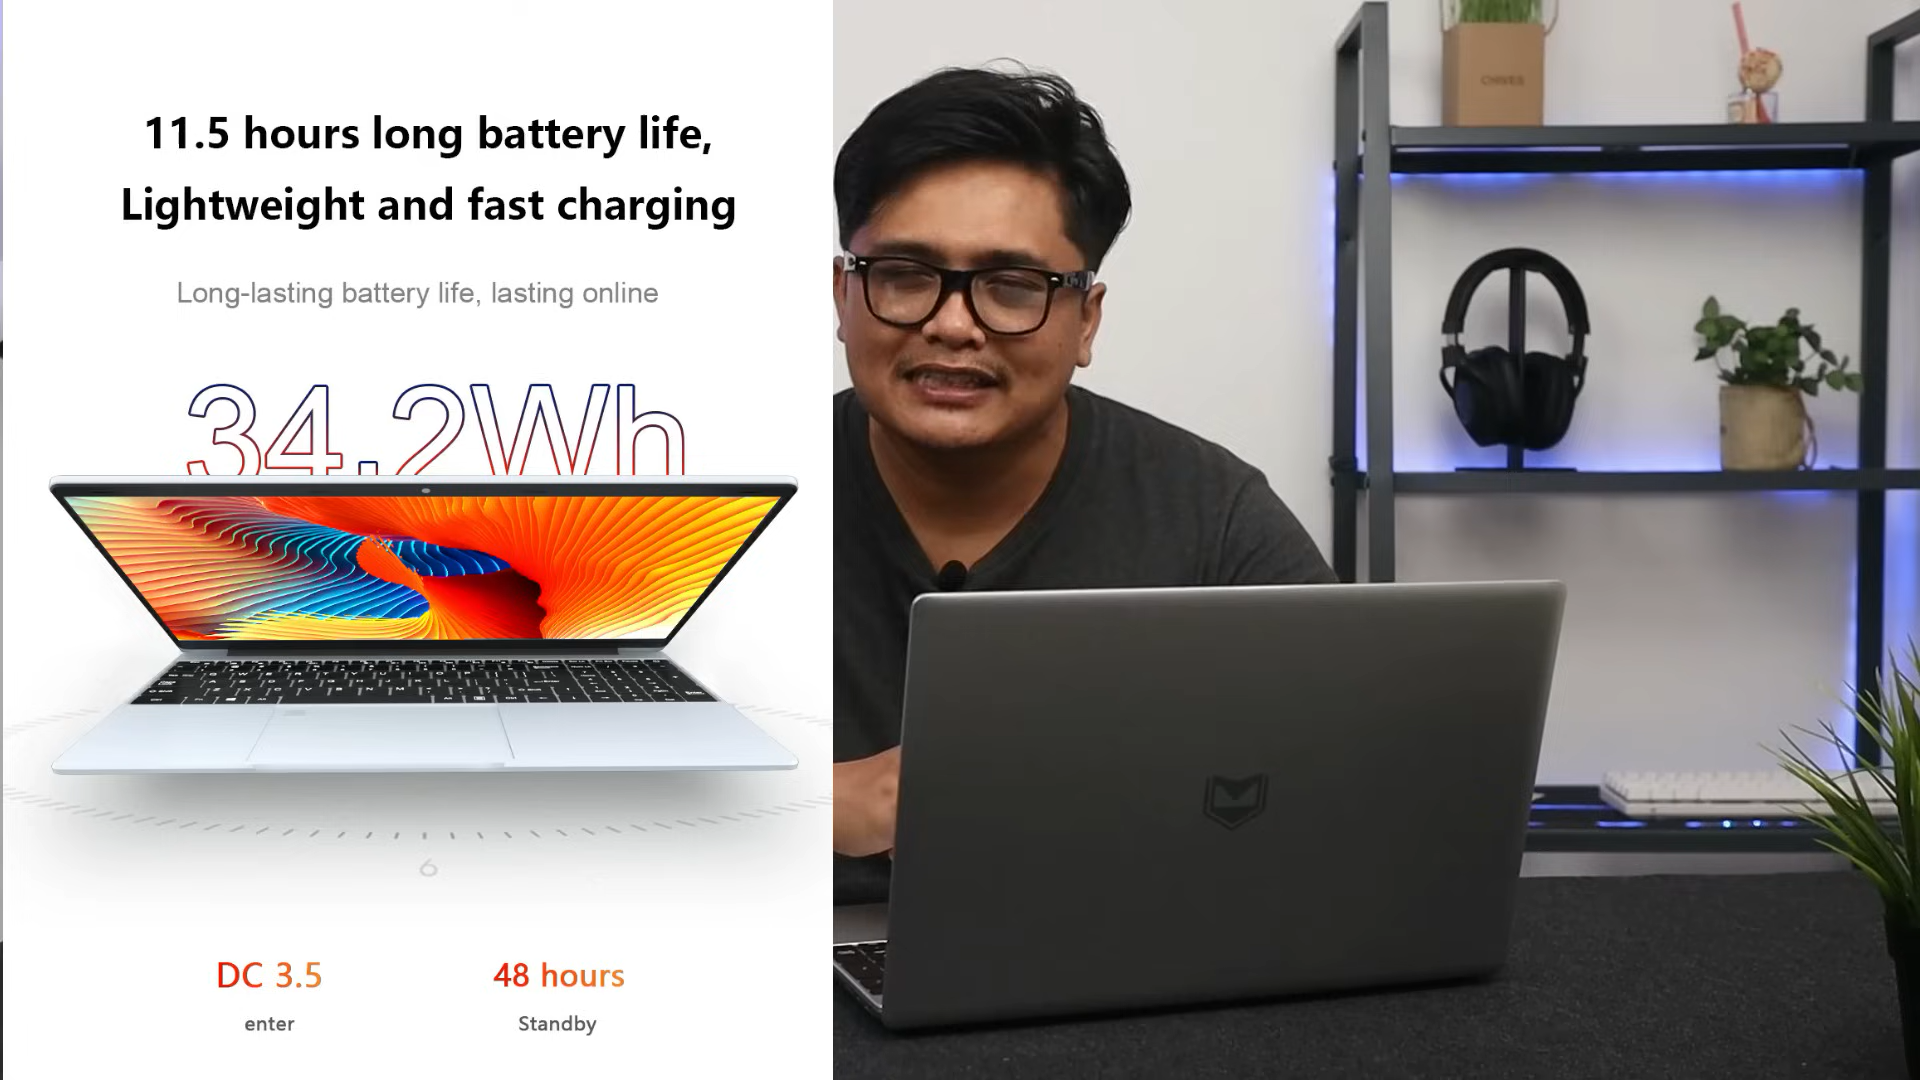 11.5 hours long battery life,
Lightweight and fast charging
Long-lasting battery life, lasting online
34.2Wh
6
DC 3.5
48 hours
enter
Standby
CHIVES